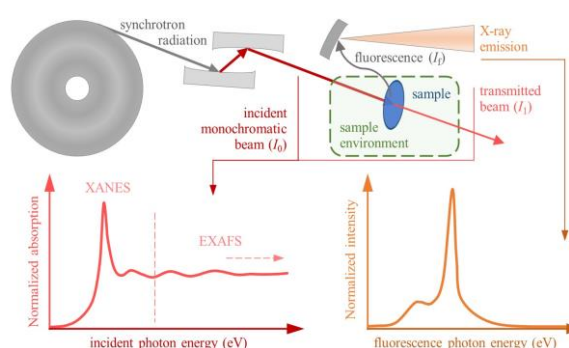 synchrotron
radiation
X-ray
emission
fluorescence (If)
sample
transmitted
beam (I1)
incident
monochromatic
beam (I0)
sample
environment
XANES
EXAFS
Normalized absorption
incident photon energy (eV)
Normalized intensity
fluorescence photon energy (eV)